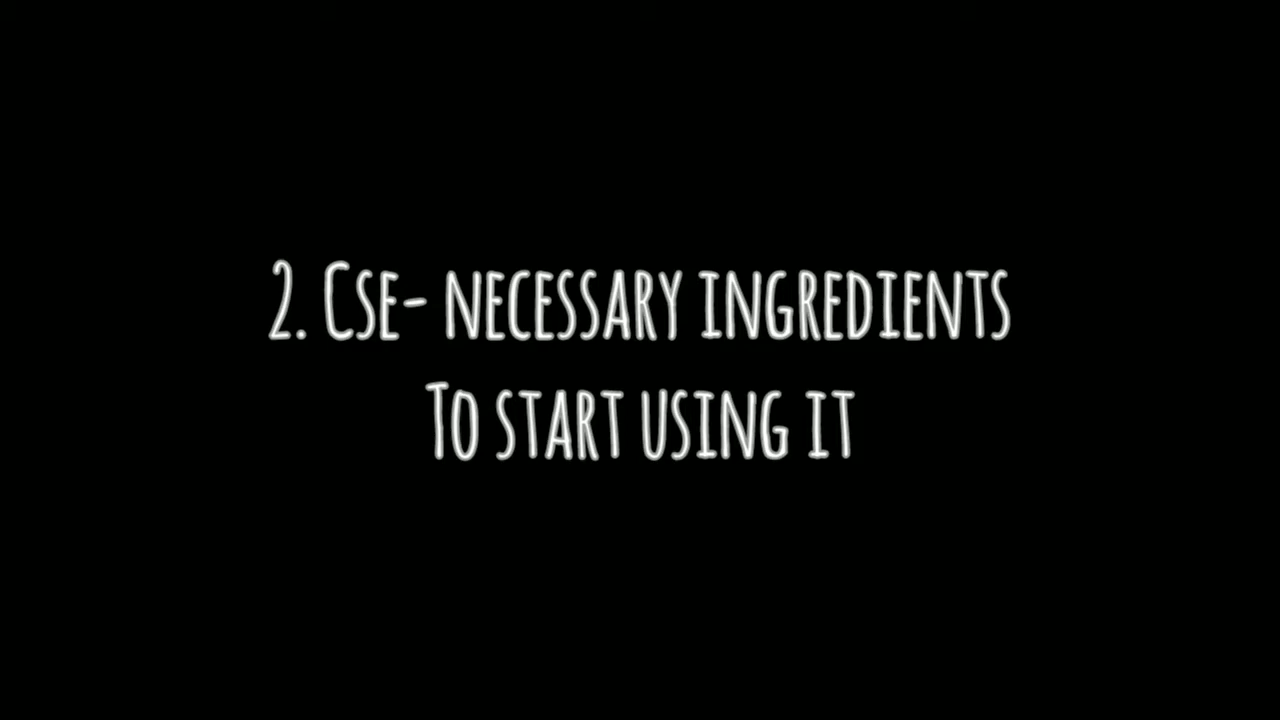 2. Cse- necessary ingredients
To start using it